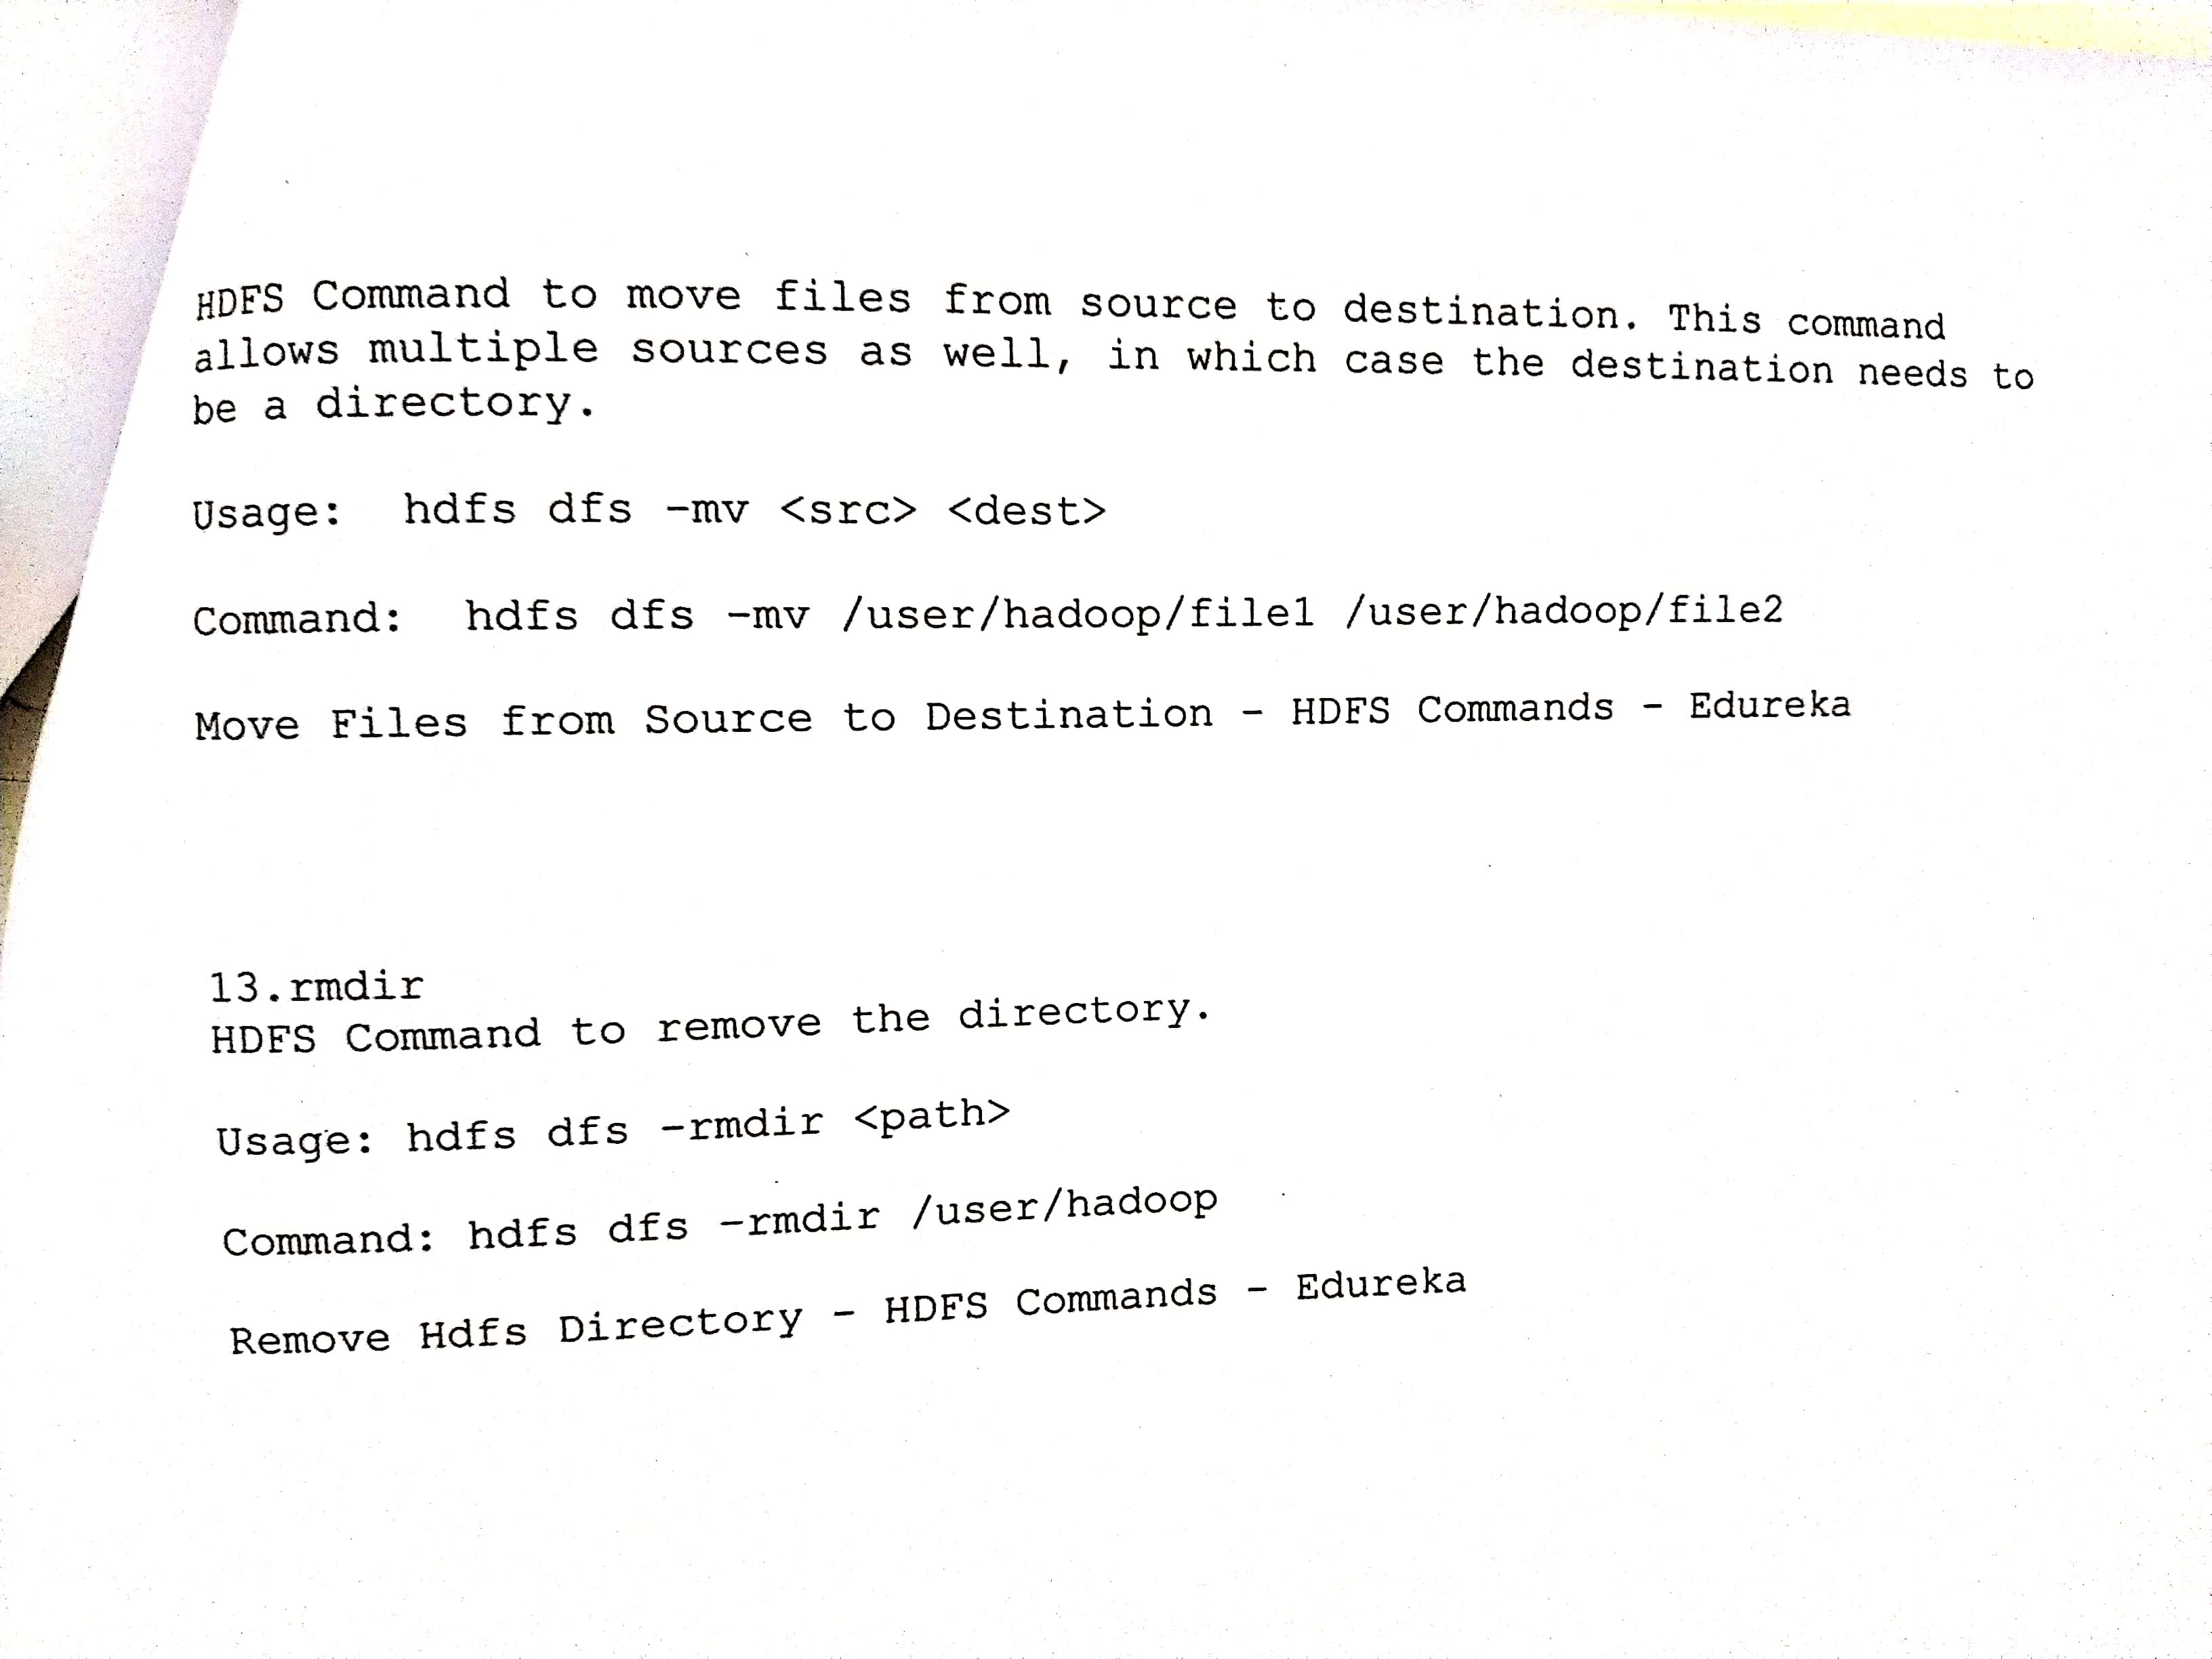 HDFS Command to move files from source to destination. This command
allows multiple sources as well, in which case the destination needs to
be a directory.
Usage:  hdfs dfs -mv <src> <dest>
Command:  hdfs dfs -mv /user/hadoop/file1 /user/hadoop/file2
Move Files from Source to Destination - HDFS Commands - Edureka
13.rmdir
HDFS Command to remove the directory.
Usage: hdfs dfs -rmdir <path>
Command: hdfs dfs -rmdir /user/hadoop
Remove Hdfs Directory - HDFS Commands - Edureka